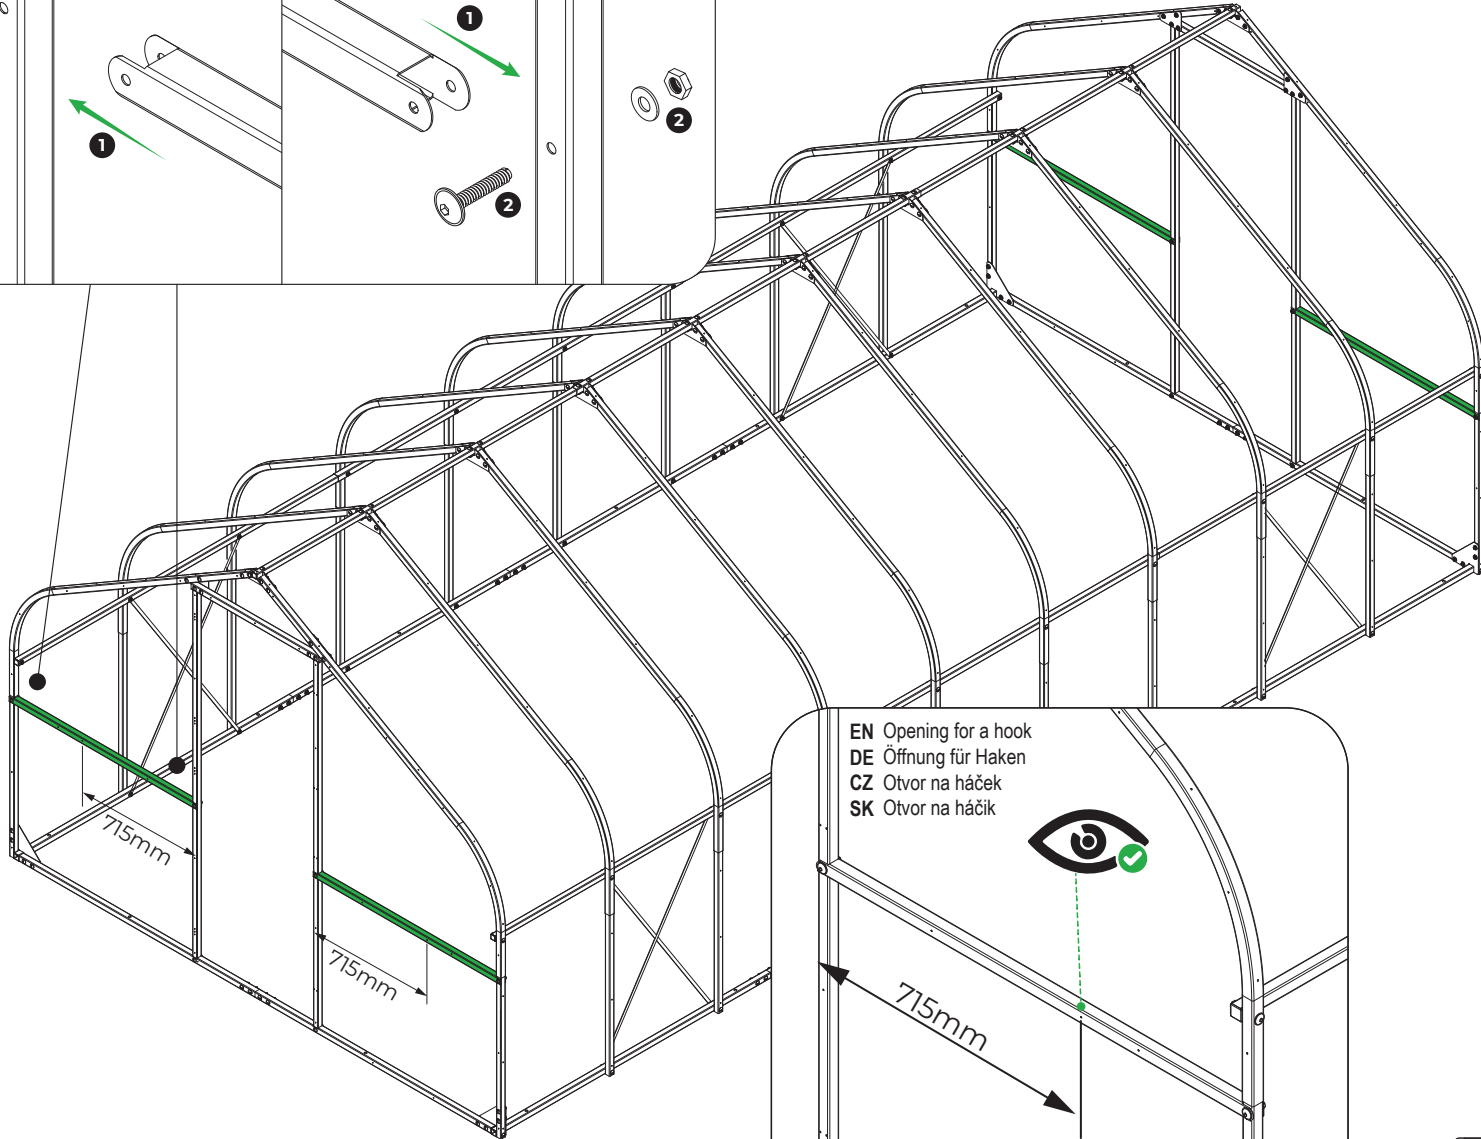 1
1
2
2
715mm
715mm
EN Opening for a hook
DE Öffnung für Haken
CZ Otvor na háček
SK Otvor na háčik
715mm